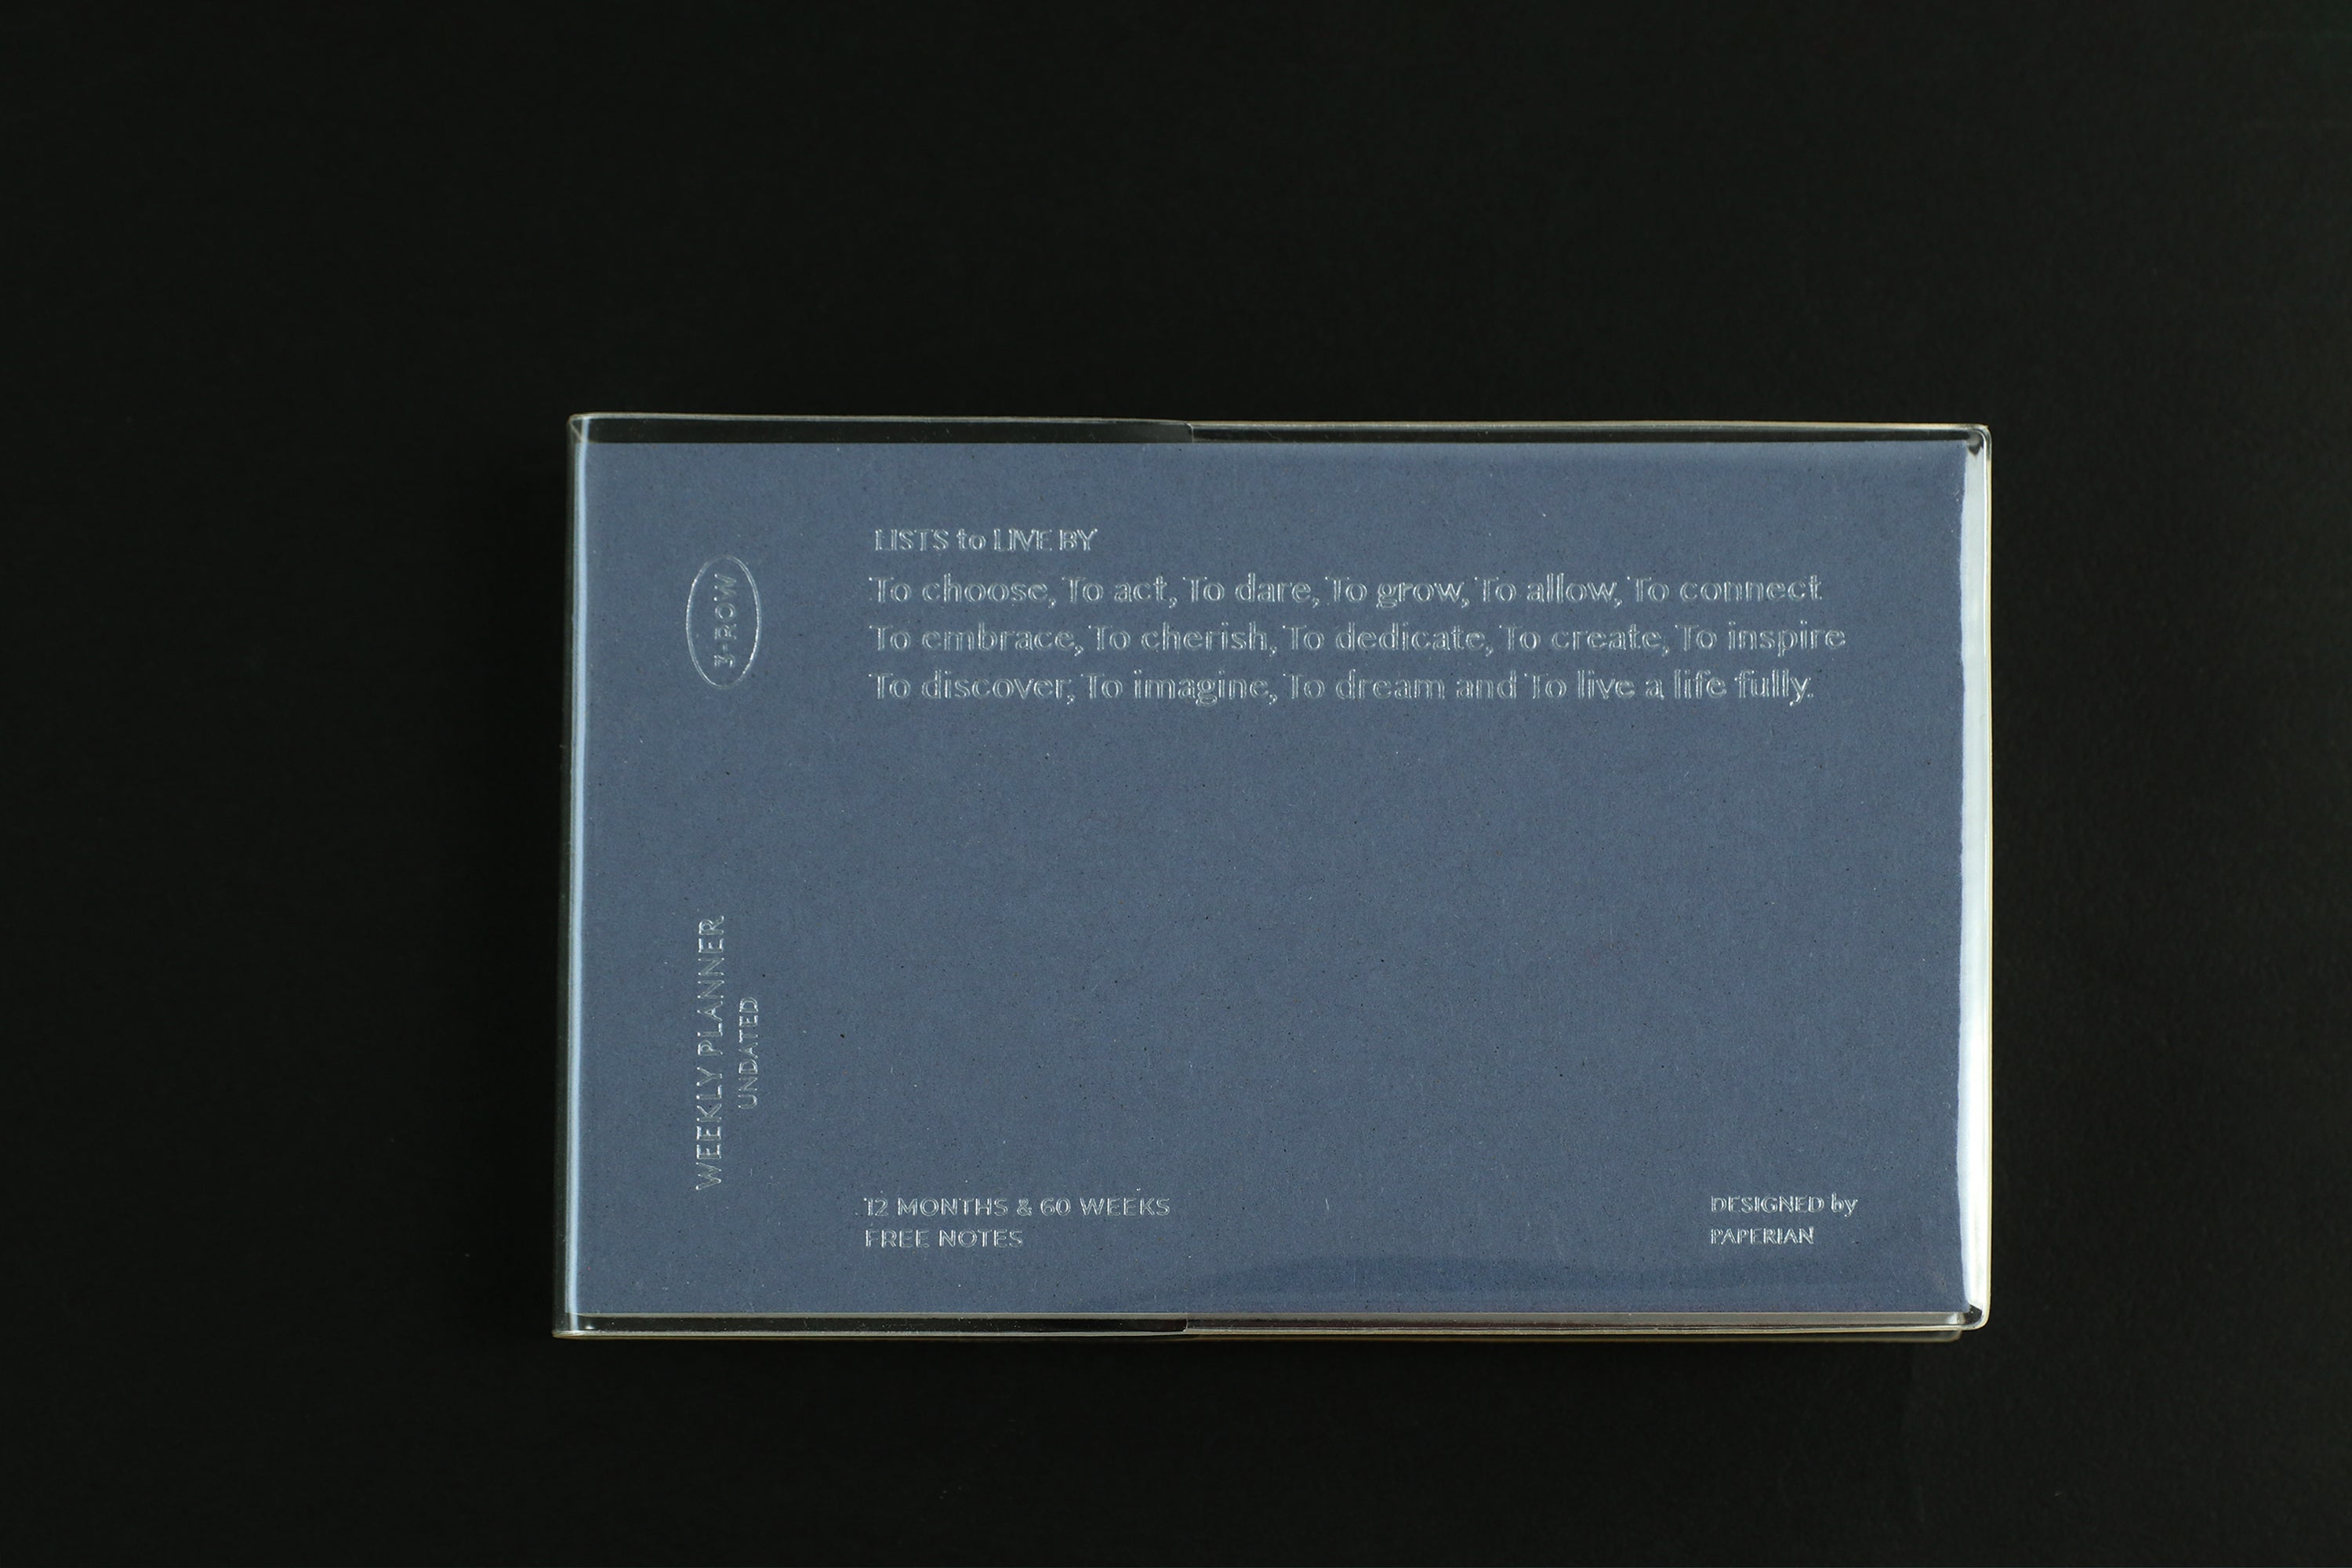 LISTS to LIVE BY
To choose, To act, To dare, To grow, To allow, To connect
To embrace, To cherish, To dedicate, To create, To inspire
To discover, To imagine, To dream and To live a life fully.
3-ROW
WEEKLY PLANNER
UNDATED
12 MONTHS & 60 WEEKS
FREE NOTES
DESIGNED by
PAPERIAN